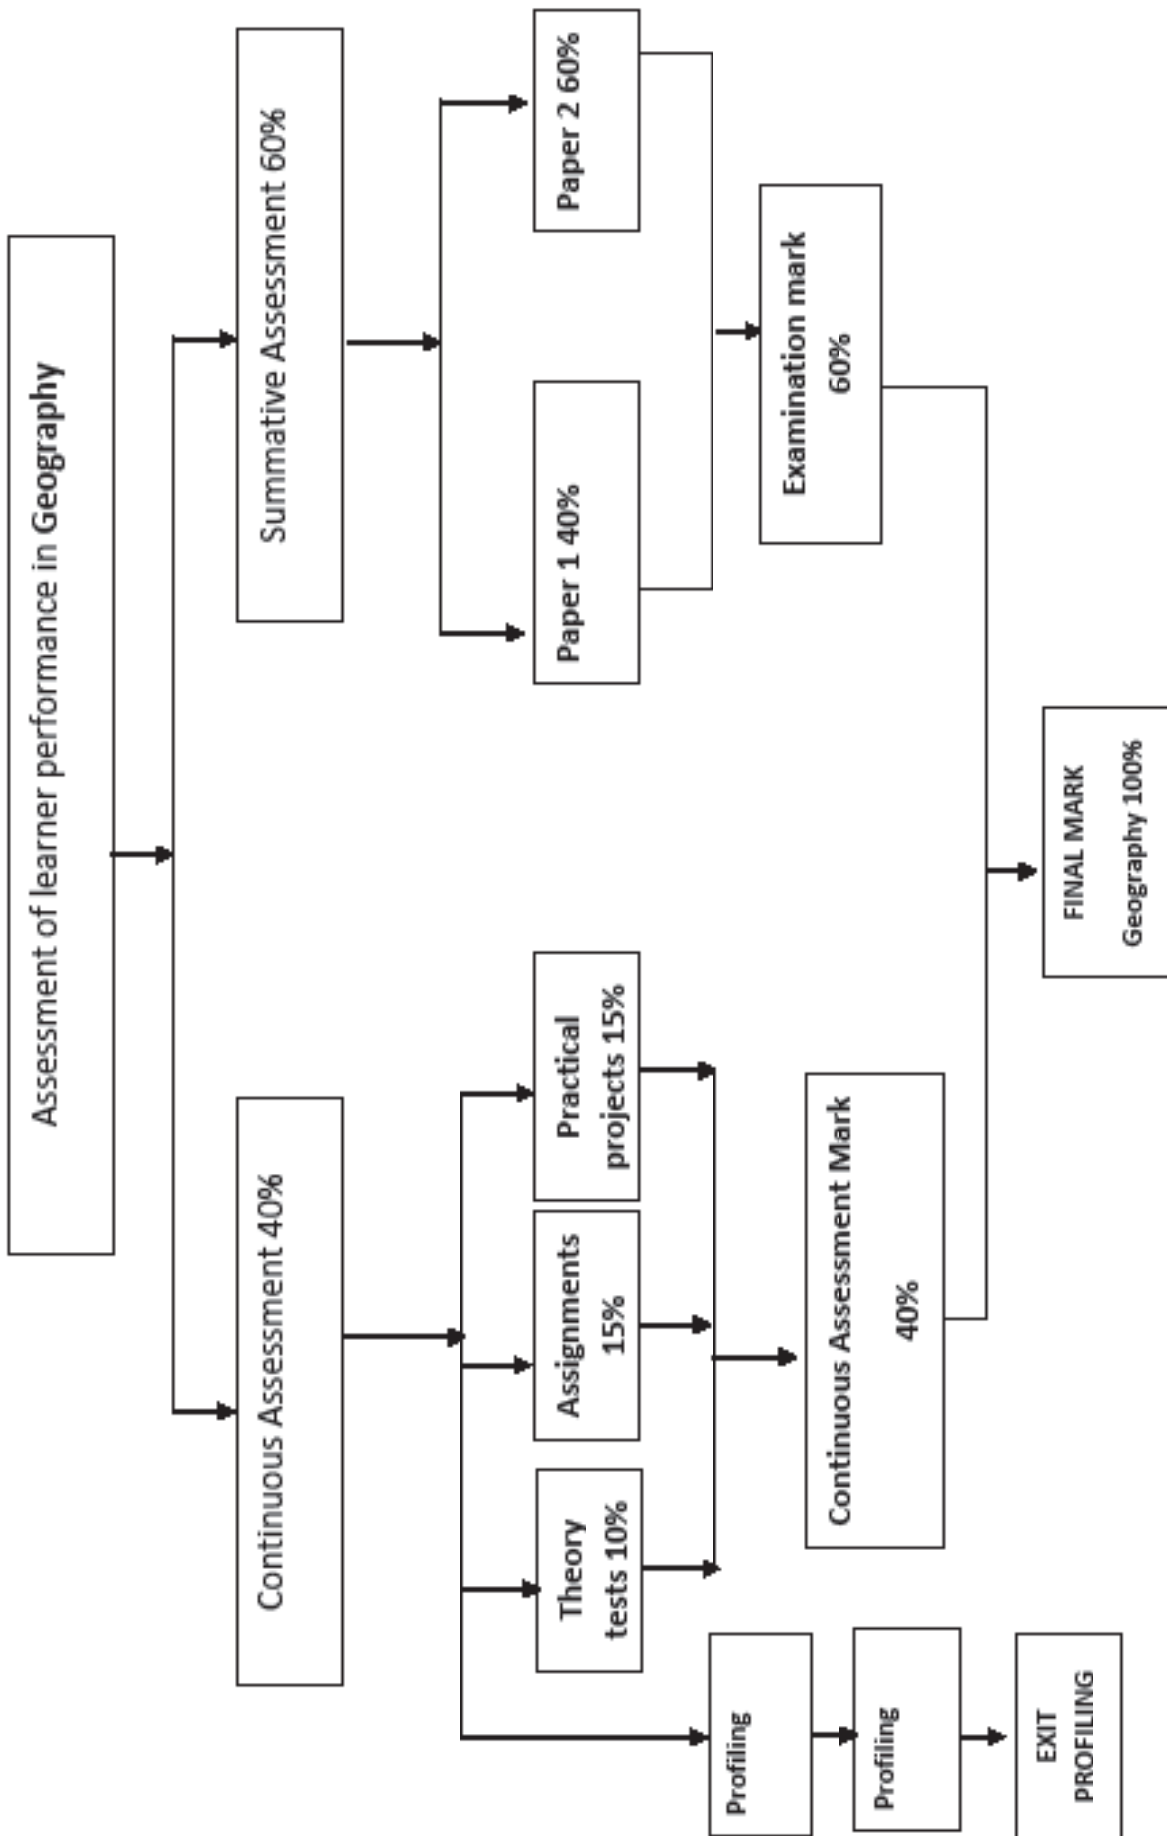 Assessment of learner performance in Geography
Continuous Assessment 40%
Summative Assessment 60%
Theory
tests 10%
Assignments
15%
Practical
projects 15%
Paper 1 40%
Paper 2 60%
Profiling
Continuous Assessment Mark
40%
Examination mark
60%
Profiling
EXIT
PROFILING
FINAL MARK
Geography 100%